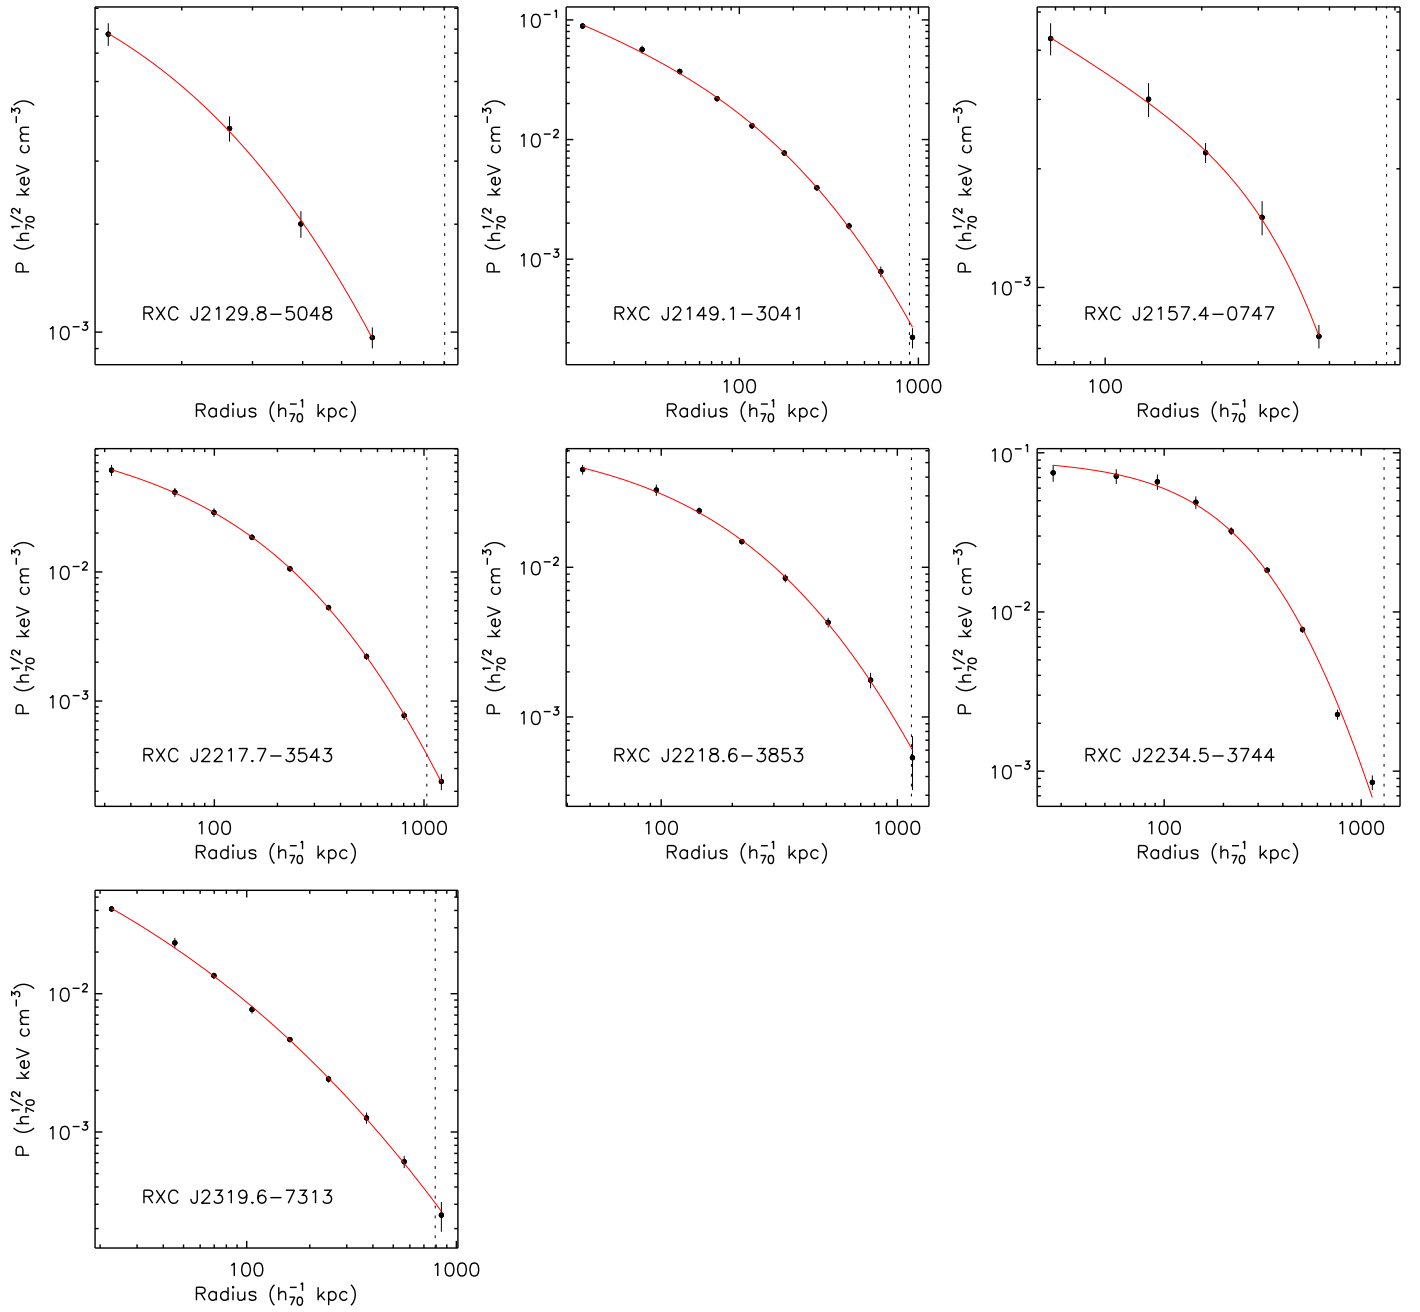 P (h₇₀^1/2 keV cm⁻³)
10⁻³
RXC J2129.8−5048
Radius (h₇₀⁻¹ kpc)
P (h₇₀^1/2 keV cm⁻³)
10⁻¹
10⁻²
10⁻³
RXC J2149.1−3041
100 1000
Radius (h₇₀⁻¹ kpc)
P (h₇₀^1/2 keV cm⁻³)
10⁻³
RXC J2157.4−0747
100
Radius (h₇₀⁻¹ kpc)
P (h₇₀^1/2 keV cm⁻³)
10⁻²
10⁻³
RXC J2217.7−3543
100 1000
Radius (h₇₀⁻¹ kpc)
P (h₇₀^1/2 keV cm⁻³)
10⁻²
10⁻³
RXC J2218.6−3853
100 1000
Radius (h₇₀⁻¹ kpc)
P (h₇₀^1/2 keV cm⁻³)
10⁻¹
10⁻²
10⁻³
RXC J2234.5−3744
100 1000
Radius (h₇₀⁻¹ kpc)
P (h₇₀^1/2 keV cm⁻³)
10⁻²
10⁻³
RXC J2319.6−7313
100 1000
Radius (h₇₀⁻¹ kpc)